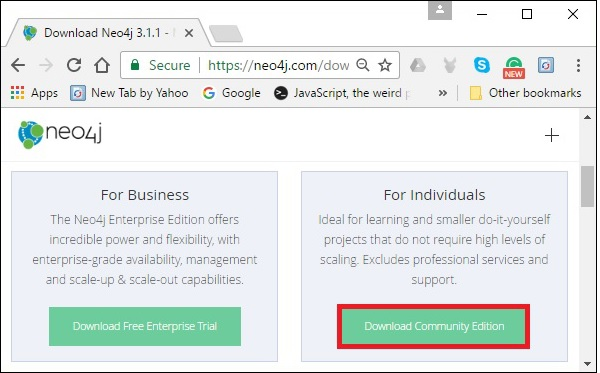 Download Neo4j 3.1.1 -
Secure https://neo4j.com/dow
NEW
Apps New Tab by Yahoo Google JavaScript, the weird p » Other bookmarks
neo4j
For Business
The Neo4j Enterprise Edition offers
incredible power and flexibility, with
enterprise-grade availability, management
and scale-up & scale-out capabilities.
Download Free Enterprise Trial
For Individuals
Ideal for learning and smaller do-it-yourself
projects that do not require high levels of
scaling. Excludes professional services and
support.
Download Community Edition